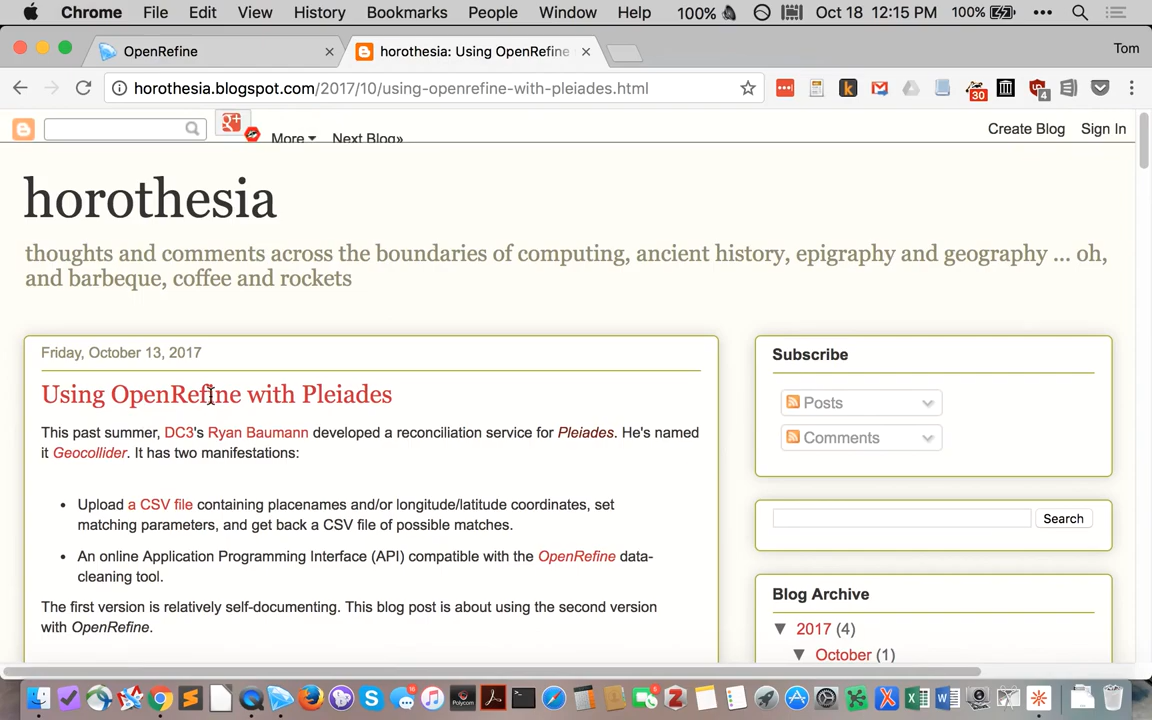 Chrome File Edit View History Bookmarks People Window Help 100% Oct 18 12:15 PM 100%
OpenRefine
horothesia: Using OpenRefine
Tom
horothesia.blogspot.com/2017/10/using-openrefine-with-pleiades.html
30
4
More
Next Blog»
Create Blog
Sign In
horothesia
thoughts and comments across the boundaries of computing, ancient history, epigraphy and geography ... oh,
and barbeque, coffee and rockets
Friday, October 13, 2017
Using OpenRefine with Pleiades
This past summer, DC3's Ryan Baumann developed a reconciliation service for Pleiades. He's named
it Geocollider. It has two manifestations:
• Upload a CSV file containing placenames and/or longitude/latitude coordinates, set
matching parameters, and get back a CSV file of possible matches.
• An online Application Programming Interface (API) compatible with the OpenRefine data-
cleaning tool.
The first version is relatively self-documenting. This blog post is about using the second version
with OpenRefine.
Subscribe
Posts
Comments
Search
Blog Archive
▼ 2017 (4)
▼ October (1)